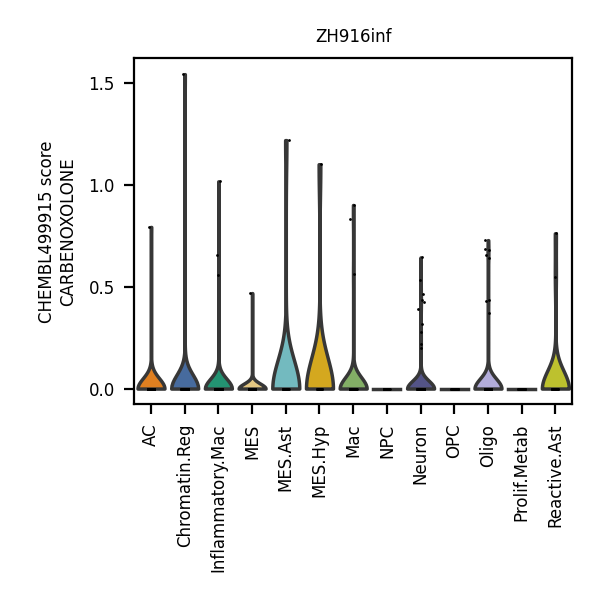 ZH916inf
CHEMBL499915 score
CARBENOXOLONE
1.5
1.0
0.5
0.0
AC
Chromatin.Reg
Inflammatory.Mac
MES
MES.Ast
MES.Hyp
Mac
NPC
Neuron
OPC
Oligo
Prolif.Metab
Reactive.Ast